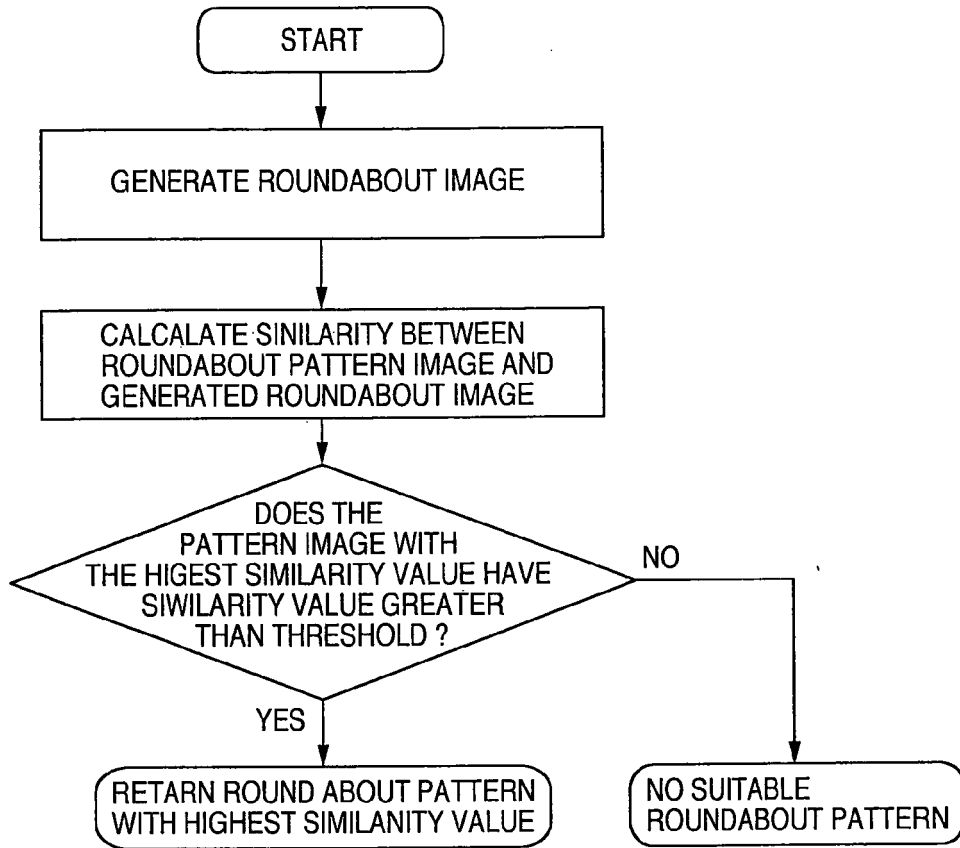 START
GENERATE ROUNDABOUT IMAGE
CALCALATE SINILARITY BETWEEN
ROUNDABOUT PATTERN IMAGE AND
GENERATED ROUNDABOUT IMAGE
DOES THE
PATTERN IMAGE WITH
THE HIGEST SIMILARITY VALUE HAVE
SIWILARITY VALUE GREATER
THAN THRESHOLD ?
NO
YES
RETARN ROUND ABOUT PATTERN
WITH HIGHEST SIMILANITY VALUE
NO SUITABLE
ROUNDABOUT PATTERN